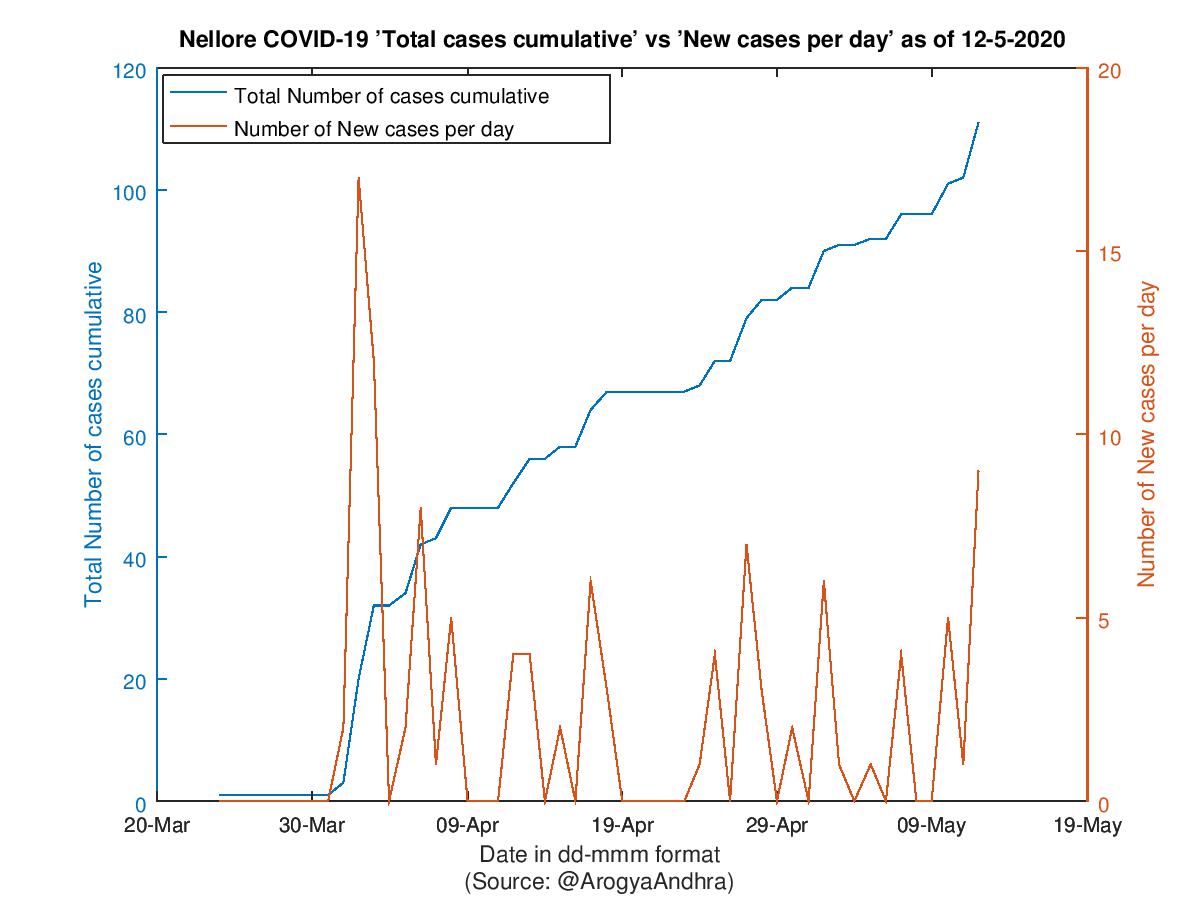 Nellore COVID-19 ’Total cases cumulative’ vs ’New cases per day’ as of 12-5-2020
Total Number of cases cumulative
Number of New cases per day
120
100
80
60
40
20
0
Total Number of cases cumulative
20
15
10
5
0
Number of New cases per day
20-Mar
30-Mar
09-Apr
19-Apr
29-Apr
09-May
19-May
Date in dd-mmm format
(Source: @ArogyaAndhra)